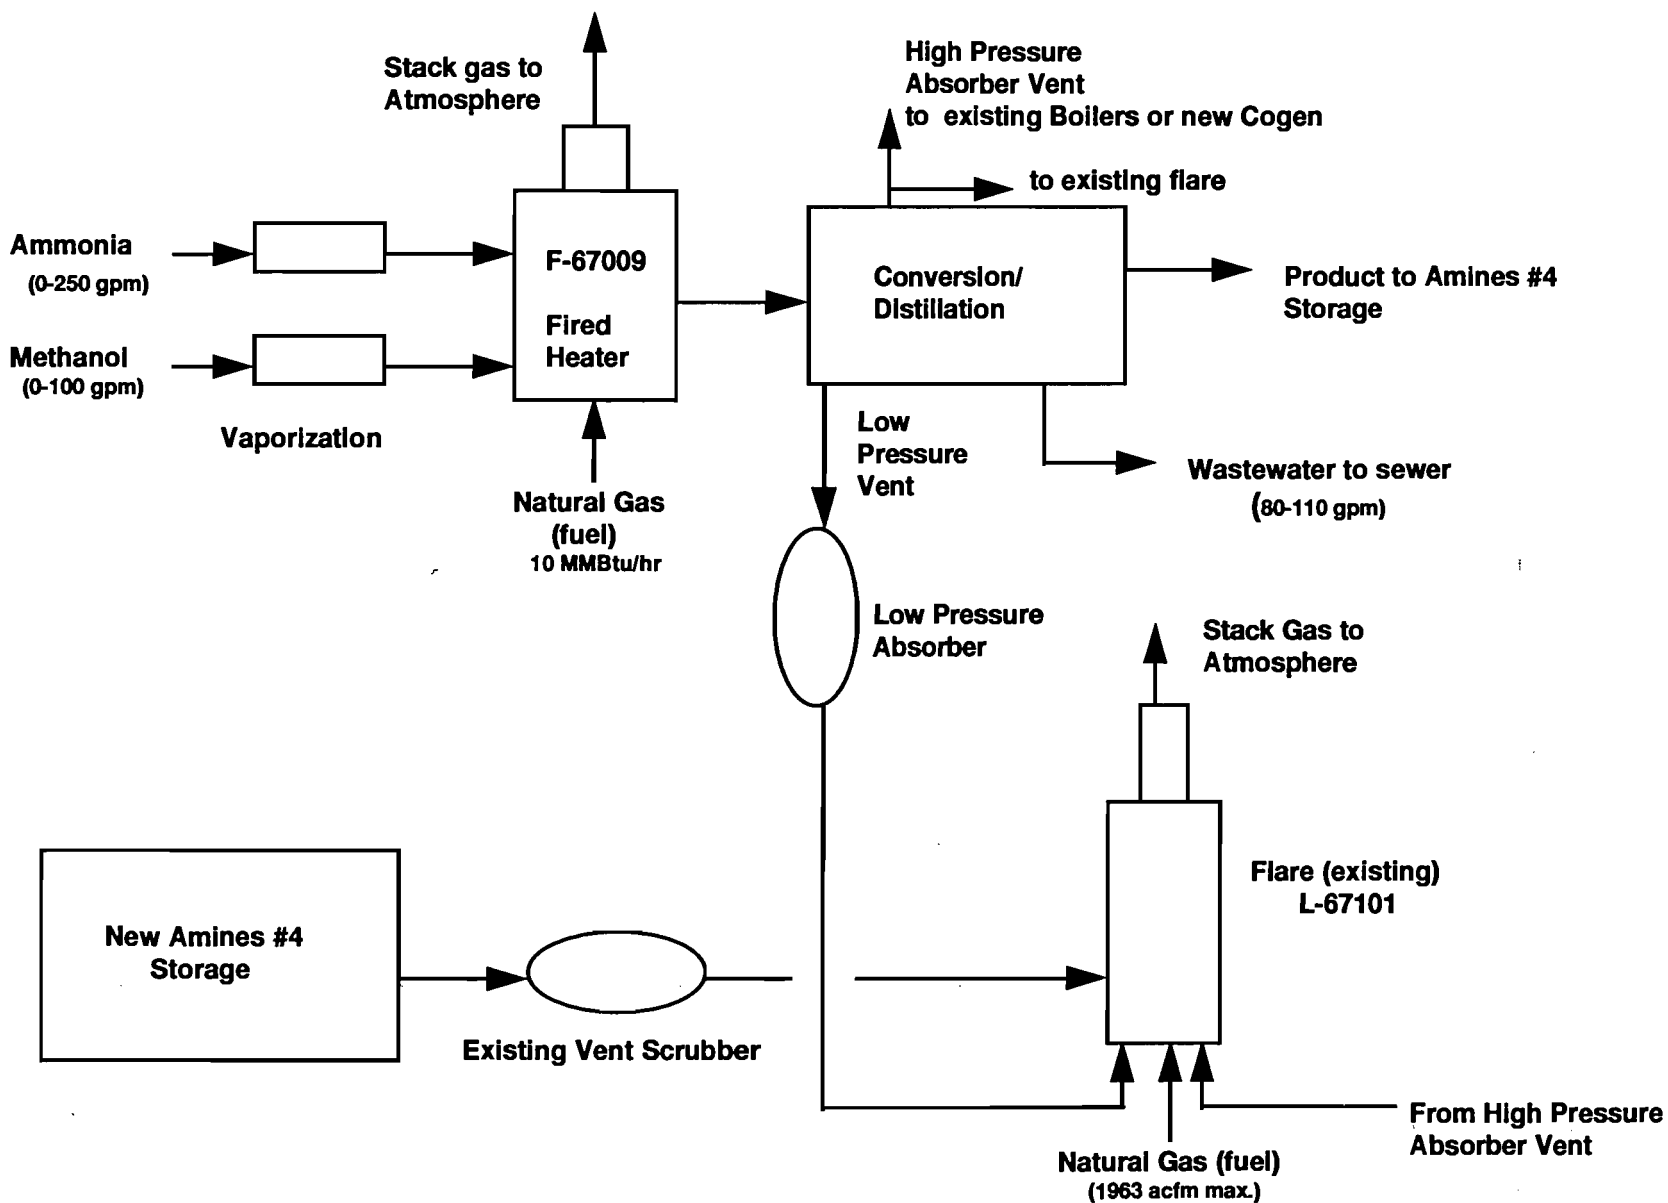 Stack gas to
Atmosphere
High Pressure
Absorber Vent
to existing Boilers or new Cogen
to existing flare
Ammonia
(0-250 gpm)
Methanol
(0-100 gpm)
Vaporization
F-67009
Fired
Heater
Natural Gas
(fuel)
10 MMBtu/hr
Conversion/
Distillation
Product to Amines #4
Storage
Low
Pressure
Vent
Wastewater to sewer
(80-110 gpm)
Low Pressure
Absorber
Stack Gas to
Atmosphere
Flare (existing)
L-67101
New Amines #4
Storage
Existing Vent Scrubber
From High Pressure
Absorber Vent
Natural Gas (fuel)
(1963 acfm max.)